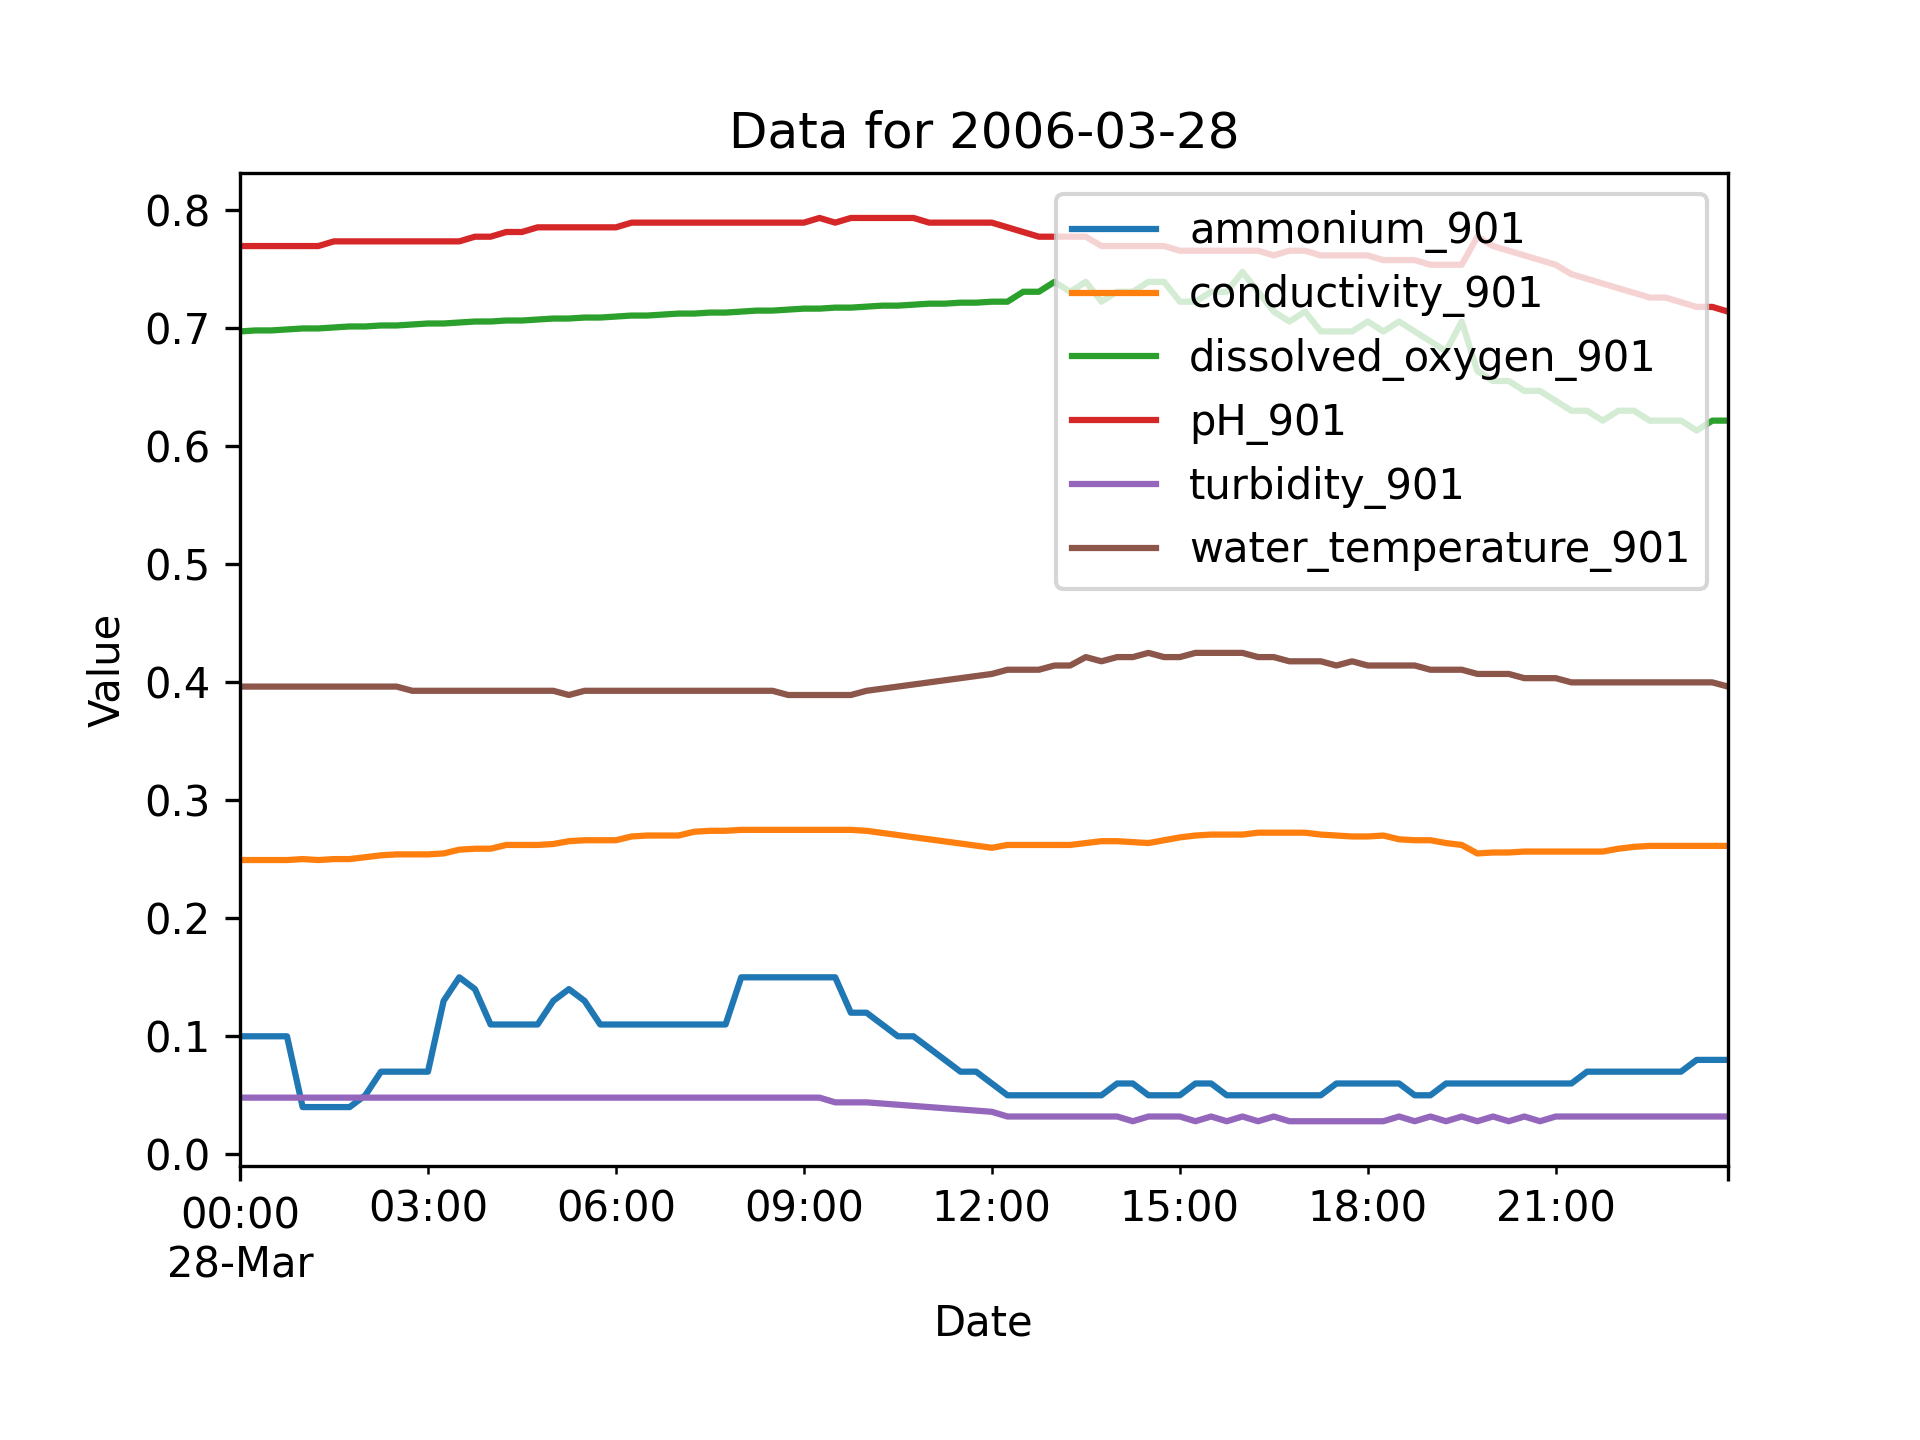 Data for 2006-03-28
0.8
0.7
0.6
0.5
0.4
0.3
0.2
0.1
0.0
Value
ammonium_901
conductivity_901
dissolved_oxygen_901
pH_901
turbidity_901
water_temperature_901
00:00 03:00 06:00 09:00 12:00 15:00 18:00 21:00
28-Mar
Date